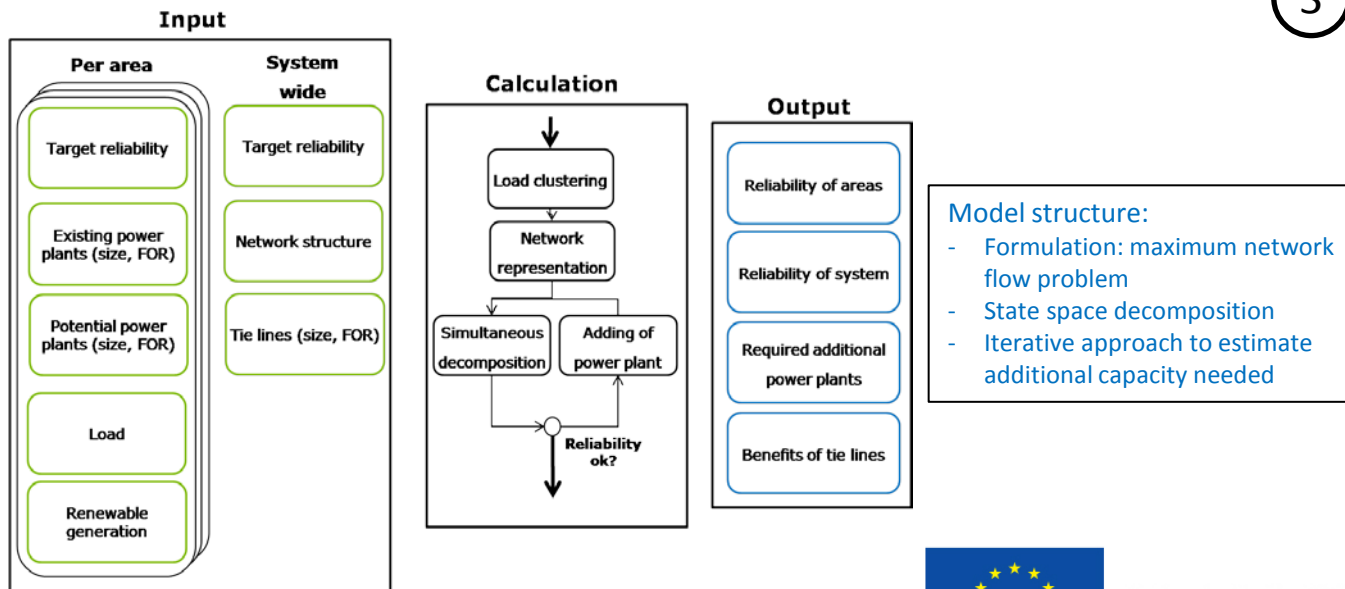 3
Input
Per area
Target reliability
Existing power
plants (size, FOR)
Potential power
plants (size, FOR)
Load
Renewable
generation
System
wide
Target reliability
Network structure
Tie lines (size, FOR)
Calculation
Load clustering
Network
representation
Simultaneous
decomposition
Adding of
power plant
Reliability
ok?
Output
Reliability of areas
Reliability of system
Required additional
power plants
Benefits of tie lines
Model structure:
- Formulation: maximum network
flow problem
- State space decomposition
- Iterative approach to estimate
additional capacity needed